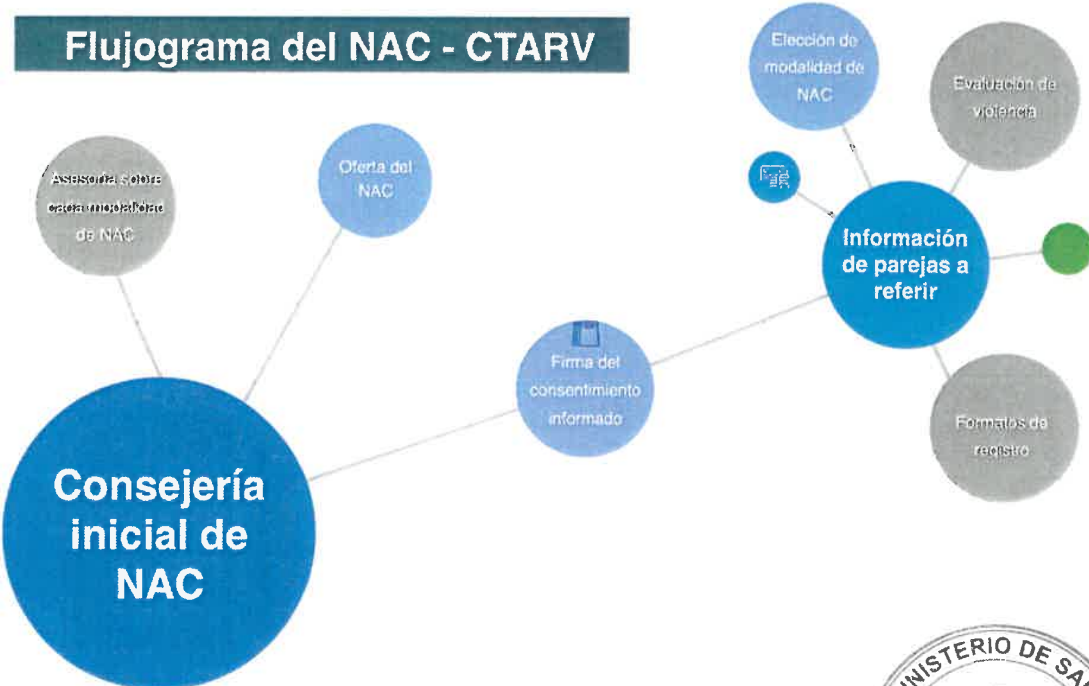 Flujograma del NAC - CTARV
Elección de
modalidad de
NAC
Evaluación de
violencia
Asesoría sobre
cada modalidad
de NAC
Oferta del
NAC
Información
de parejas a
referir
Firma del
consentimiento
informado
Formatos de
registro
Consejería
inicial de
NAC
NISTERIO DE SA